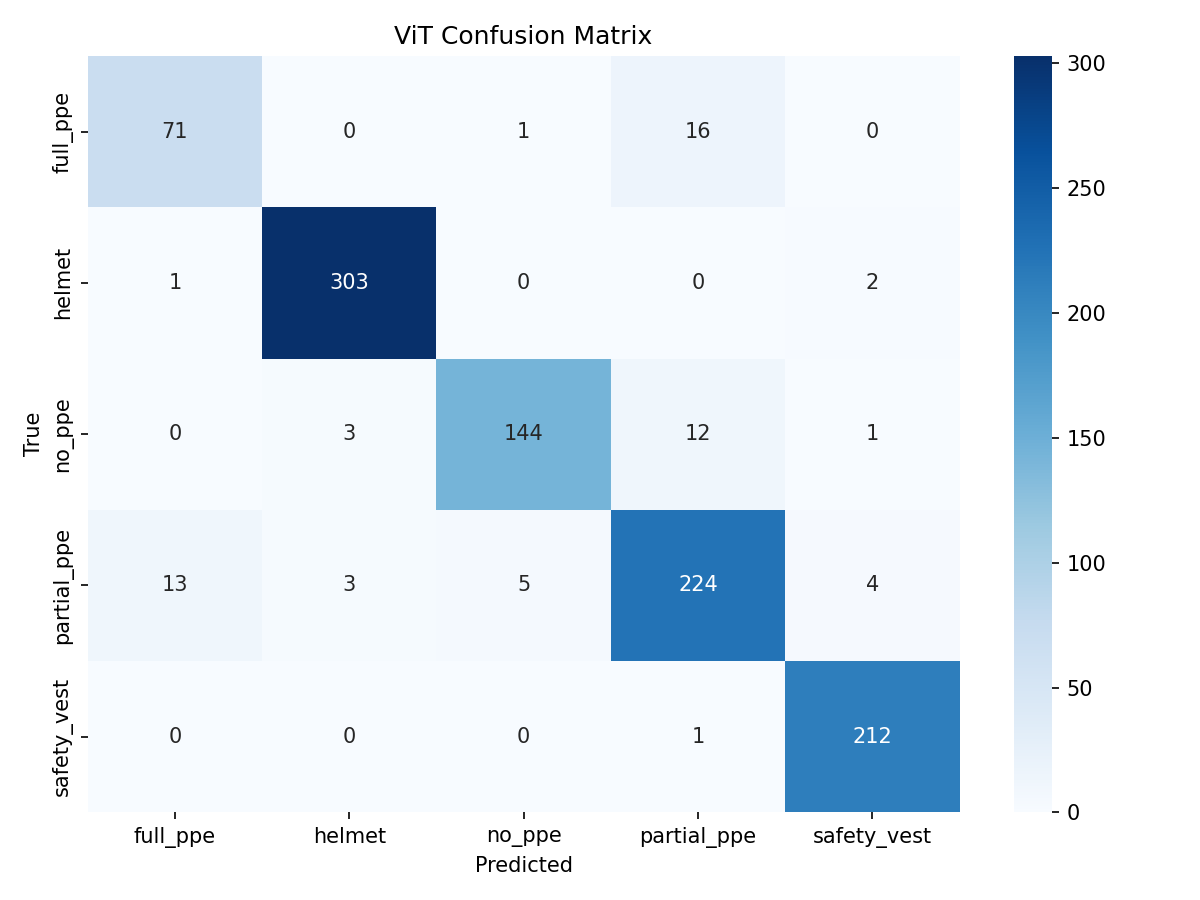 ViT Confusion Matrix
True
full_ppe 71 0 1 16 0
helmet 1 303 0 0 2
no_ppe 0 3 144 12 1
partial_ppe 13 3 5 224 4
safety_vest 0 0 0 1 212
full_ppe helmet no_ppe partial_ppe safety_vest
Predicted
300
250
200
150
100
50
0